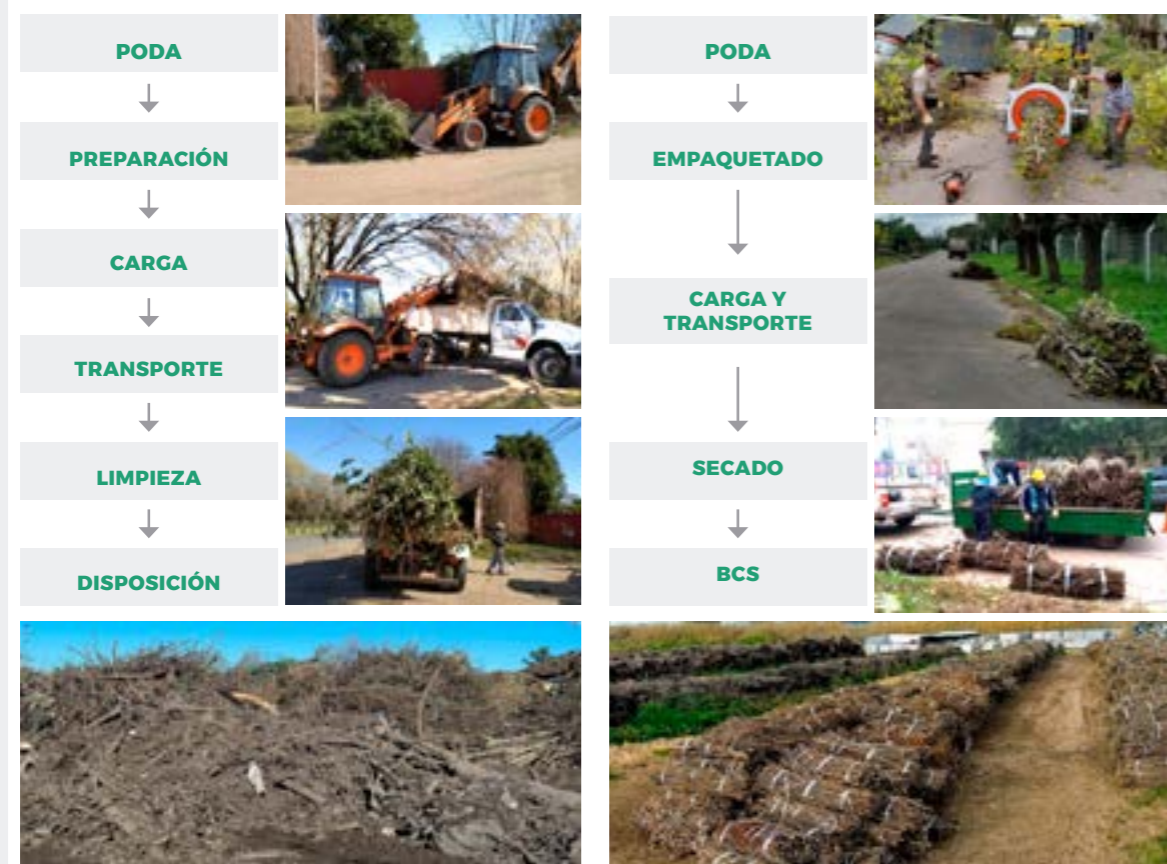 PODA
PREPARACIÓN
CARGA
TRANSPORTE
LIMPIEZA
DISPOSICIÓN
PODA
EMPAQUETADO
CARGA Y
TRANSPORTE
SECADO
BCS